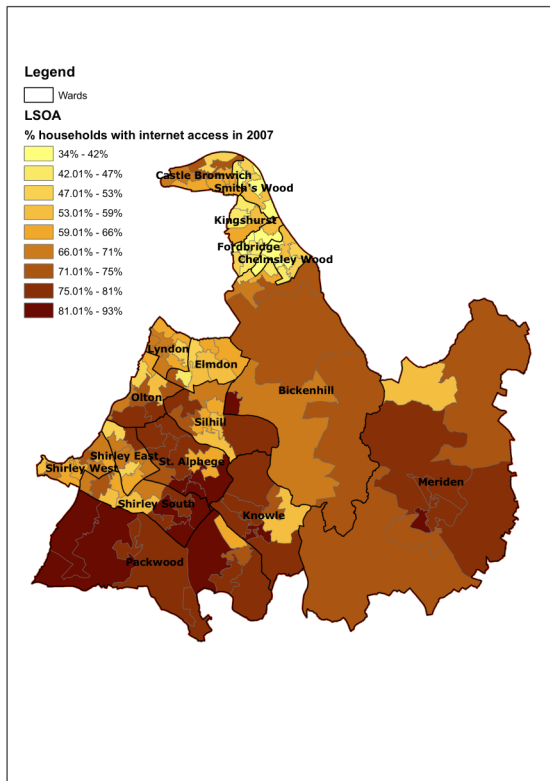 Legend
Wards
LSOA
% households with internet access in 2007
34% - 42%
42.01% - 47%
47.01% - 53%
53.01% - 59%
59.01% - 66%
66.01% - 71%
71.01% - 75%
75.01% - 81%
81.01% - 93%
Castle Bromwich
Smith's Wood
Kingshurst
Fordbridge
Chelmsley Wood
Lyndon
Elmdon
Bickenhill
Olton
Silhill
Shirley East
Shirley West
St. Alphege
Meriden
Shirley South
Knowle
Packwood